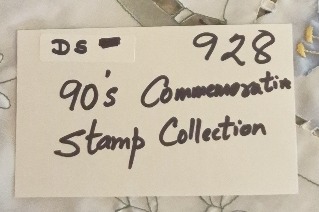 DS - 928
90's Commemoratin
Stamp Collection